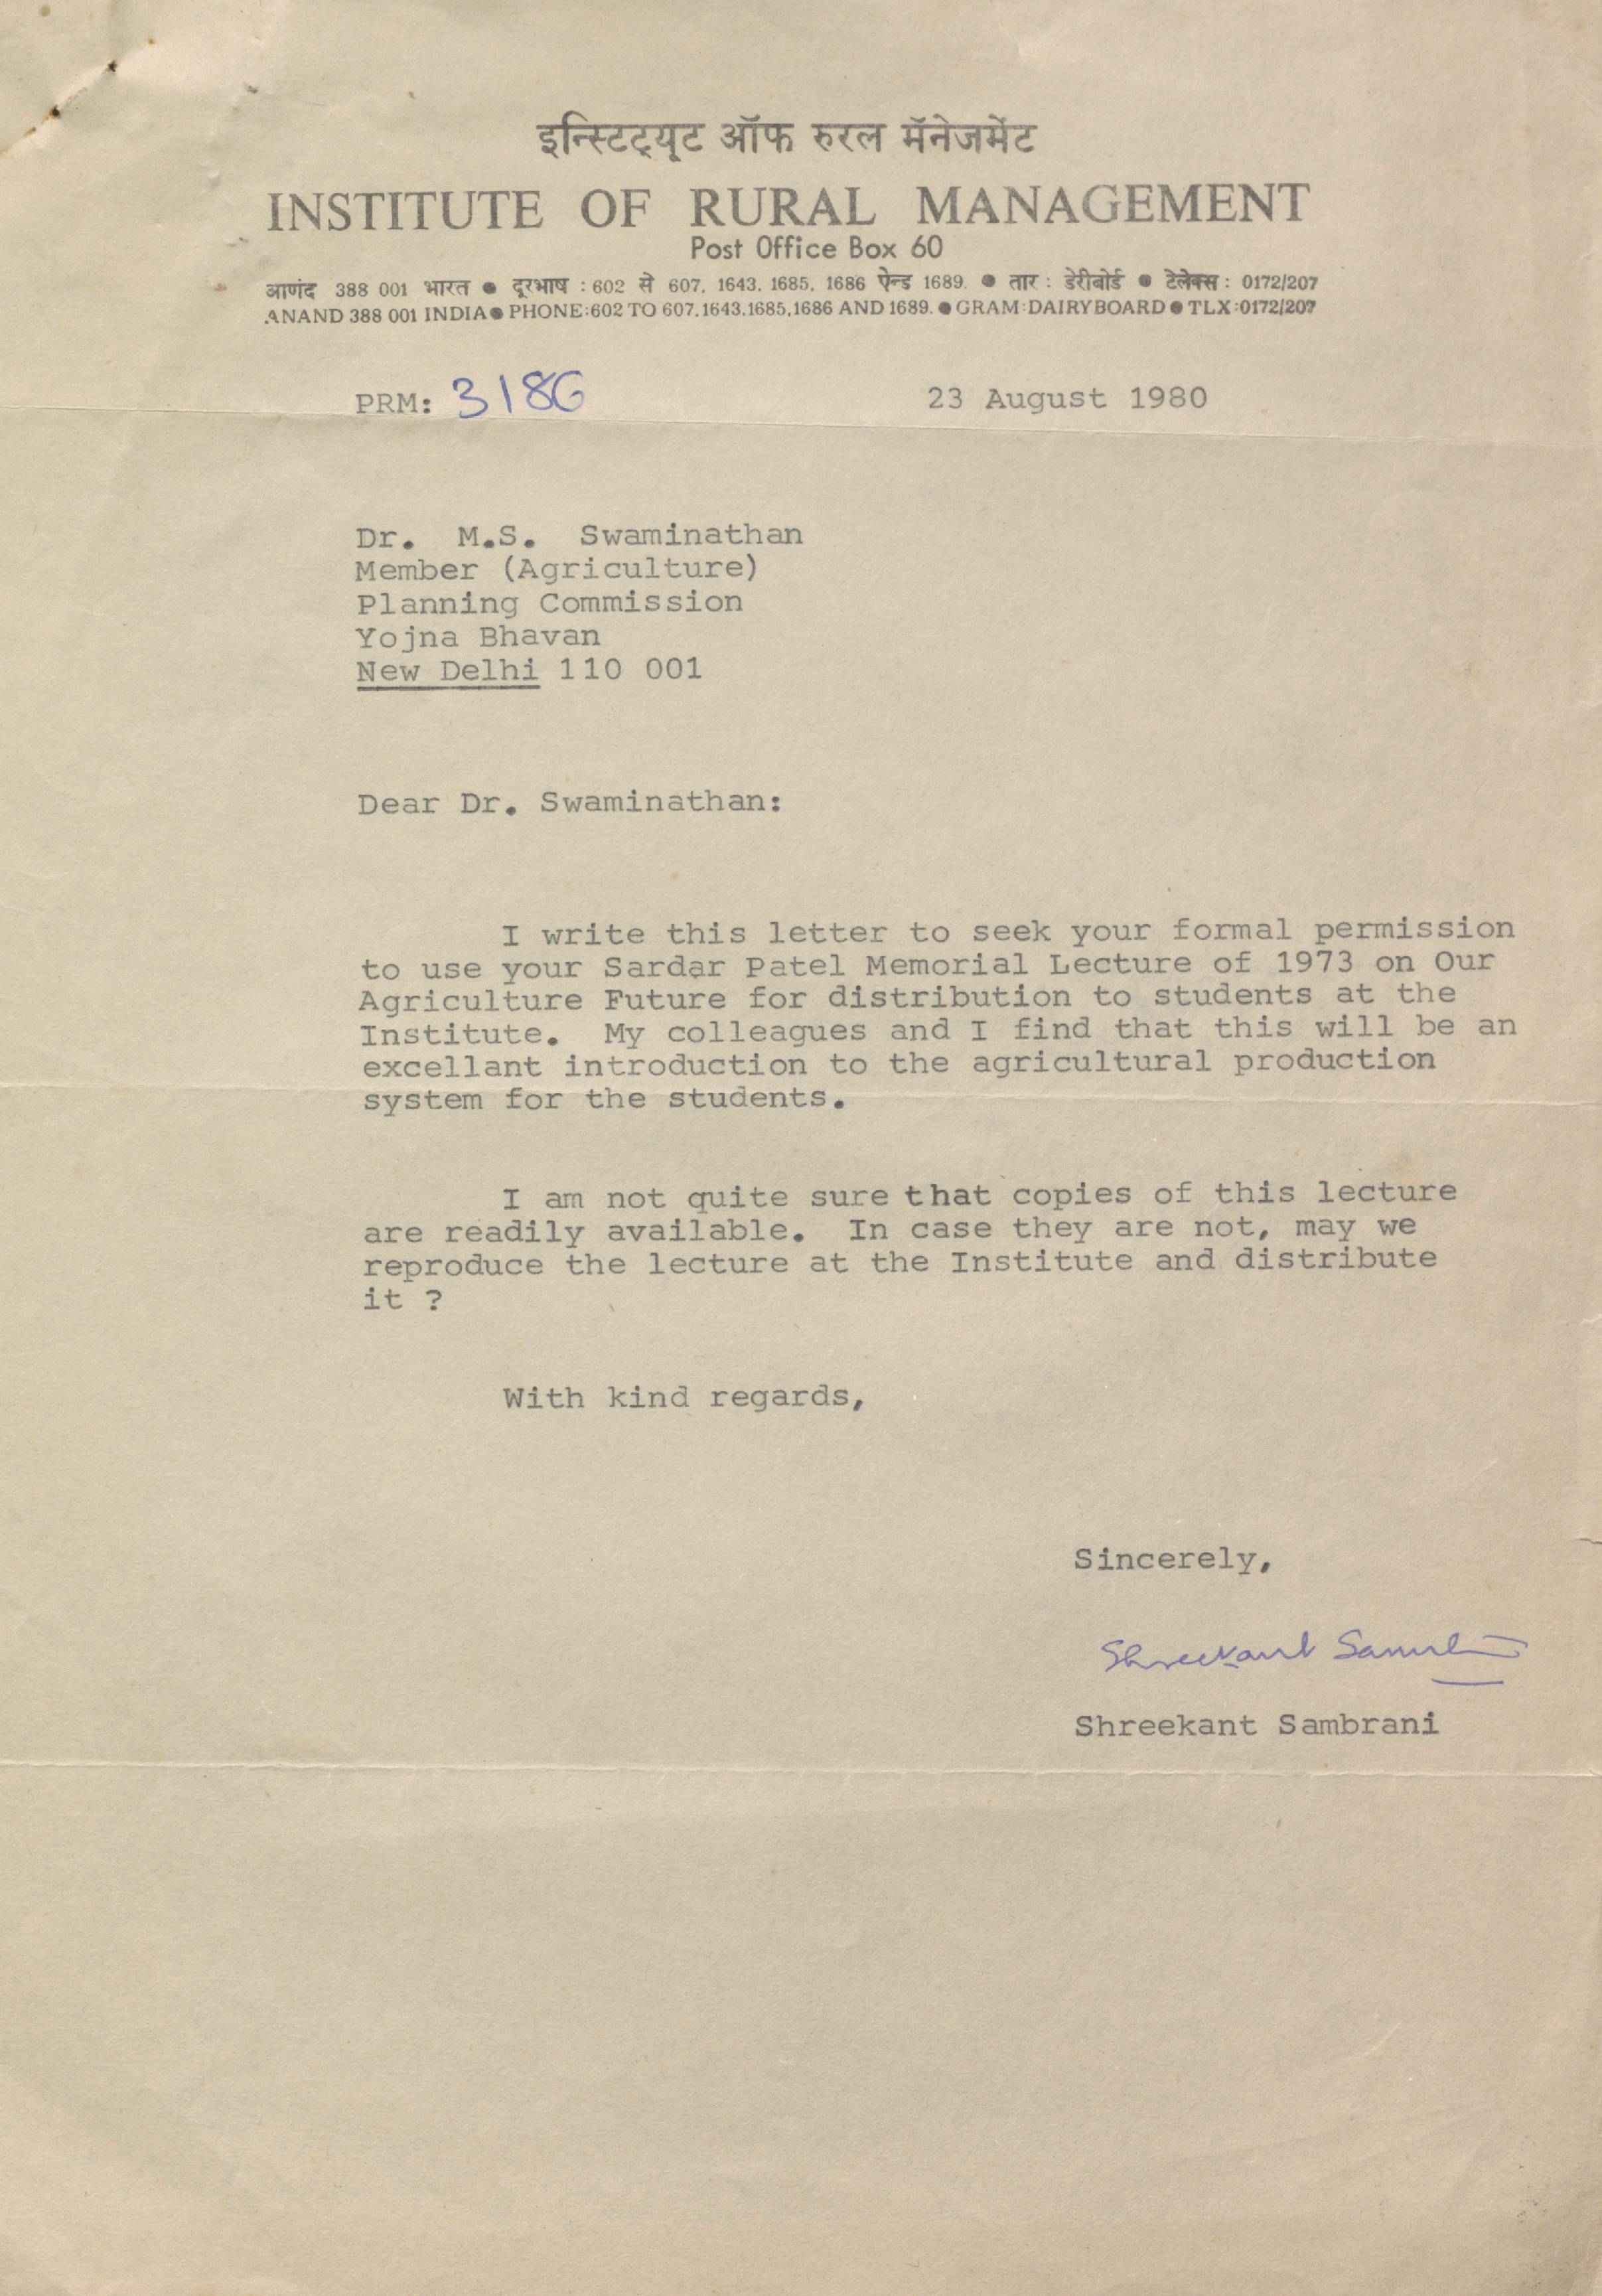 इन्स्टिट्यूट ऑफ रुरल मॅनेजमेंट
INSTITUTE OF RURAL MANAGEMENT
Post Office Box 60
आणंद 388 001 भारत ● दूरभाष : 602 से 607, 1643, 1685, 1686 ऐन्ड 1689. ● तार : डेरीबोर्ड ● टेलेक्स : 0172/207
ANAND 388 001 INDIA ● PHONE:602 TO 607,1643,1685,1686 AND 1689. ● GRAM:DAIRYBOARD ● TLX:0172/207
PRM: 3186 23 August 1980
Dr. M.S. Swaminathan
Member (Agriculture)
Planning Commission
Yojna Bhavan
New Delhi 110 001
Dear Dr. Swaminathan:
I write this letter to seek your formal permission
to use your Sardar Patel Memorial Lecture of 1973 on Our
Agriculture Future for distribution to students at the
Institute. My colleagues and I find that this will be an
excellant introduction to the agricultural production
system for the students.
I am not quite sure that copies of this lecture
are readily available. In case they are not, may we
reproduce the lecture at the Institute and distribute
it ?
With kind regards,
Sincerely,
Shreekant Sambrani
Shreekant Sambrani